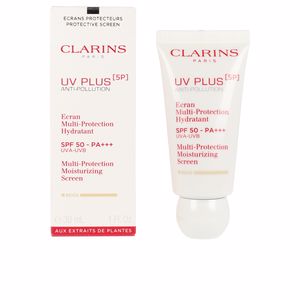 ECRANS PROTECTEURS
PROTECTIVE SCREEN
CLARINS
PARIS
UV PLUS [5P]
ANTI-POLLUTION
Ecran
Multi-Protection
Hydratant
SPF 50 - PA+++
UVA-UVB
Multi-Protection
Moisturizing
Screen
BEIGE
30 ml
1 Fl. Oz.
AUX EXTRAITS DE PLANTES
CLARINS
PARIS
UV PLUS [5P]
ANTI-POLLUTION
Ecran
Multi-Protection
Hydratant
SPF 50 - PA+++
UVA-UVB
Multi-Protection
Moisturizing
Screen
BEIGE